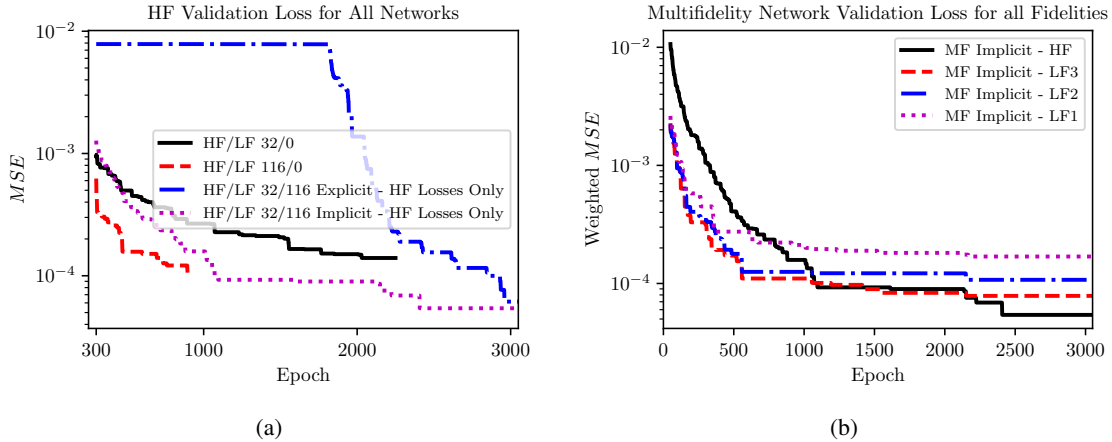 HF Validation Loss for All Networks
10⁻²
10⁻³
10⁻⁴
MSE
HF/LF 32/0
HF/LF 116/0
HF/LF 32/116 Explicit - HF Losses Only
HF/LF 32/116 Implicit - HF Losses Only
300 1000 2000 3000
Epoch
(a)
Multifidelity Network Validation Loss for all Fidelities
10⁻²
10⁻³
10⁻⁴
Weighted MSE
MF Implicit - HF
MF Implicit - LF3
MF Implicit - LF2
MF Implicit - LF1
0 500 1000 1500 2000 2500 3000
Epoch
(b)